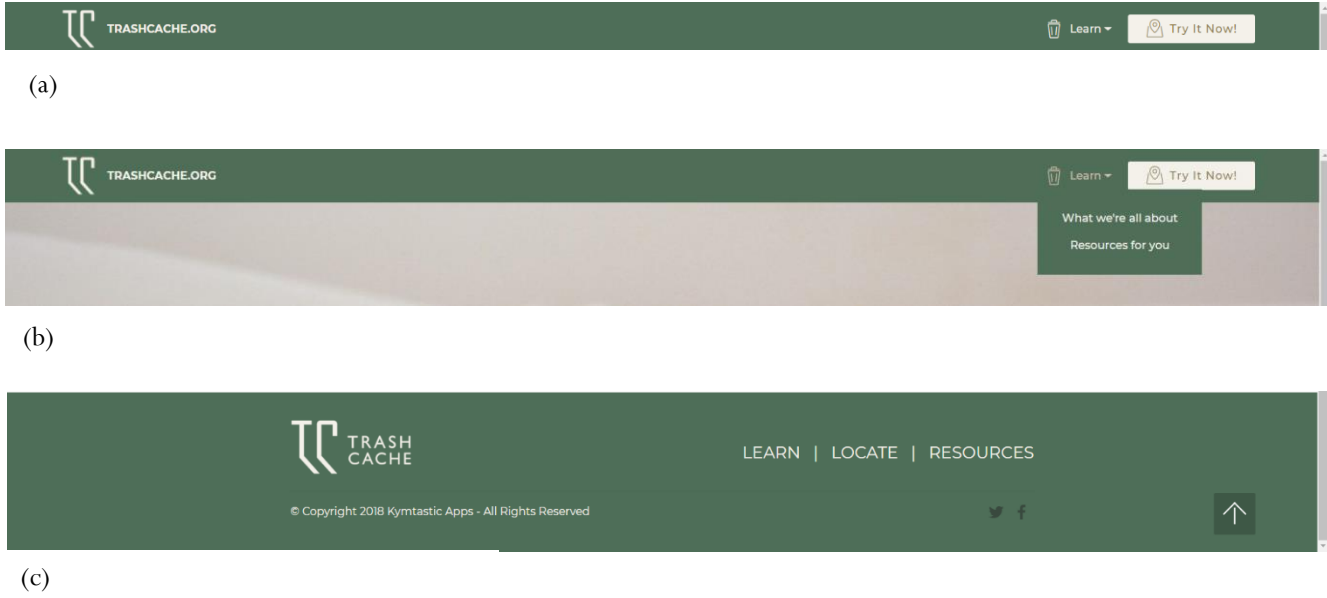 TRASHCACHE.ORG Learn Try It Now!
(a)
TRASHCACHE.ORG Learn Try It Now!
What we're all about
Resources for you
(b)
TC TRASH CACHE
LEARN | LOCATE | RESOURCES
© Copyright 2018 Kymtastic Apps - All Rights Reserved
(c)